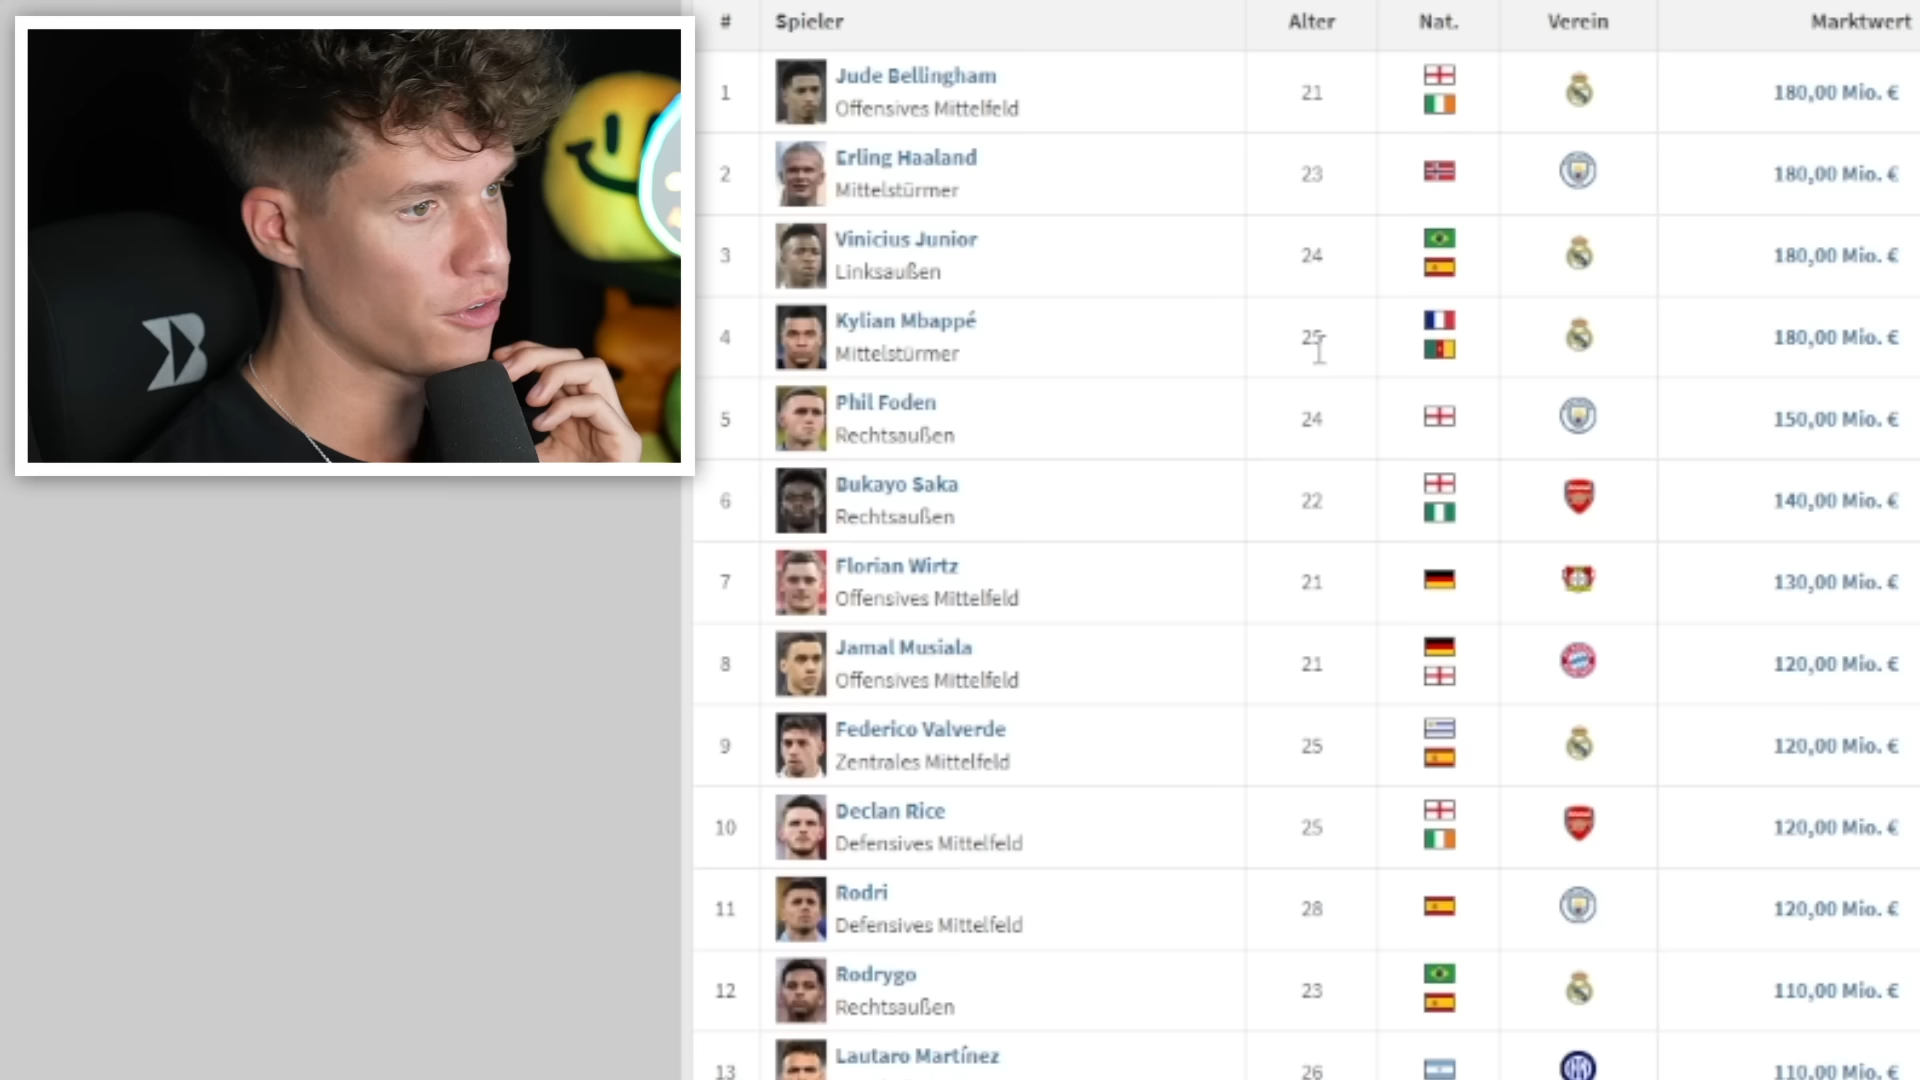 # Spieler Alter Nat. Verein Marktwert
1 Jude Bellingham 21 180,00 Mio. €
Offensives Mittelfeld
2 Erling Haaland 23 180,00 Mio. €
Mittelstürmer
3 Vinicius Junior 24 180,00 Mio. €
Linksaußen
4 Kylian Mbappé 25 180,00 Mio. €
Mittelstürmer
5 Phil Foden 24 150,00 Mio. €
Rechtsaußen
6 Bukayo Saka 22 140,00 Mio. €
Rechtsaußen
7 Florian Wirtz 21 130,00 Mio. €
Offensives Mittelfeld
8 Jamal Musiala 21 120,00 Mio. €
Offensives Mittelfeld
9 Federico Valverde 25 120,00 Mio. €
Zentrales Mittelfeld
10 Declan Rice 25 120,00 Mio. €
Defensives Mittelfeld
11 Rodri 28 120,00 Mio. €
Defensives Mittelfeld
12 Rodrygo 23 110,00 Mio. €
Rechtsaußen
13 Lautaro Martínez 26 110,00 Mio. €